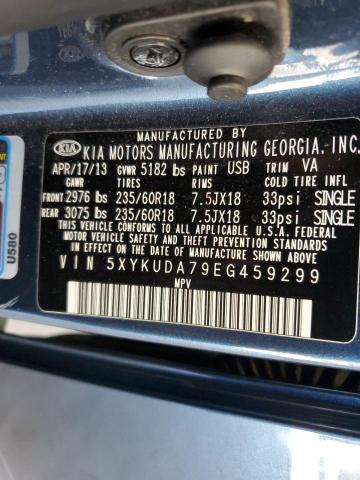 MANUFACTURED BY
KIA KIA MOTORS MANUFACTURING GEORGIA, INC.
APR/17/13 GVWR 5182 lbs PAINT USB TRIM VA
GAWR TIRES RIMS COLD TIRE INFL
FRONT 2976 lbs 235/60R18 7.5JX18 33psi SINGLE
REAR 3075 lbs 235/60R18 7.5JX18 33psi SINGLE
THIS VEHICLE CONFORMS TO ALL APPLICABLE U.S.A. FEDERAL
MOTOR VEHICLE SAFETY, BUMPER, AND THEFT PREVENTION
STANDARDS IN EFFECT ON THE DATE OF MANUFACTURE SHOWN ABOVE.
VIN 5XYKUDA79EG459299
MPV
U580